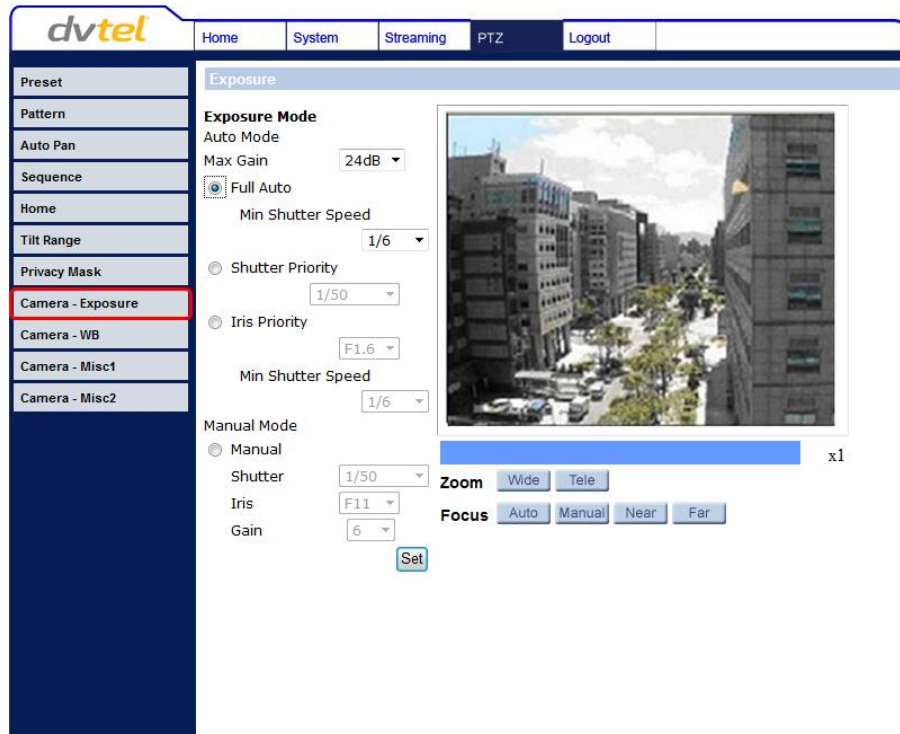 dvtel
Home System Streaming PTZ Logout
Preset
Pattern
Auto Pan
Sequence
Home
Tilt Range
Privacy Mask
Camera - Exposure
Camera - WB
Camera - Misc1
Camera - Misc2
Exposure
Exposure Mode
Auto Mode
Max Gain 24dB
Full Auto
Min Shutter Speed
1/6
Shutter Priority
1/50
Iris Priority
F1.6
Min Shutter Speed
1/6
Manual Mode
Manual
Shutter 1/50
Iris F11
Gain 6
Set
x1
Zoom Wide Tele
Focus Auto Manual Near Far